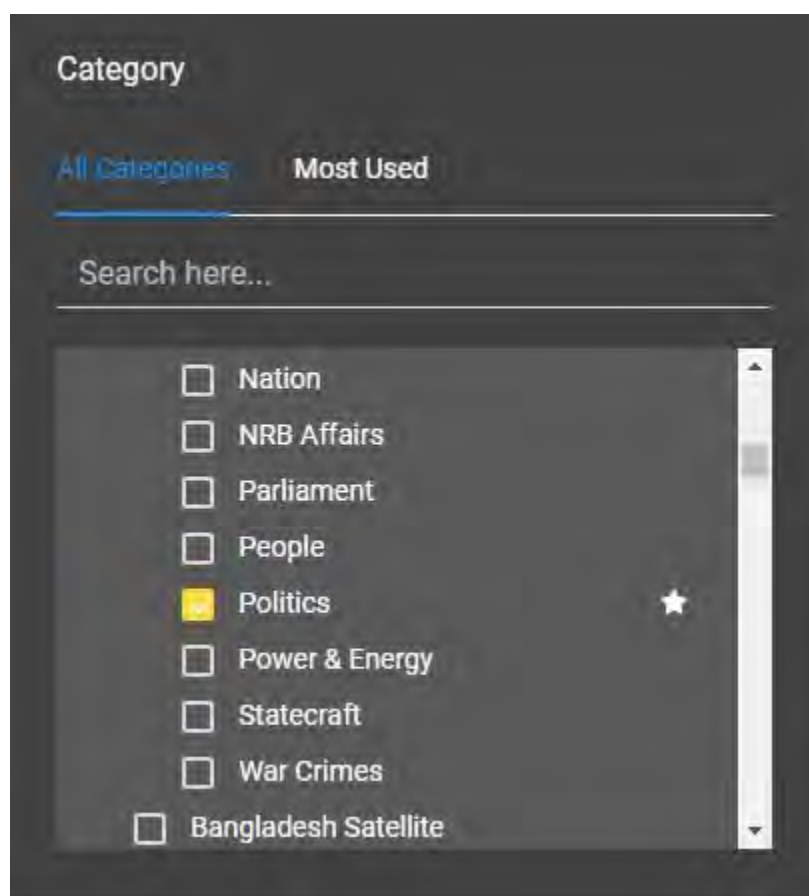 Category
All Categories Most Used
Search here...
Nation
NRB Affairs
Parliament
People
Politics
Power & Energy
Statecraft
War Crimes
Bangladesh Satellite